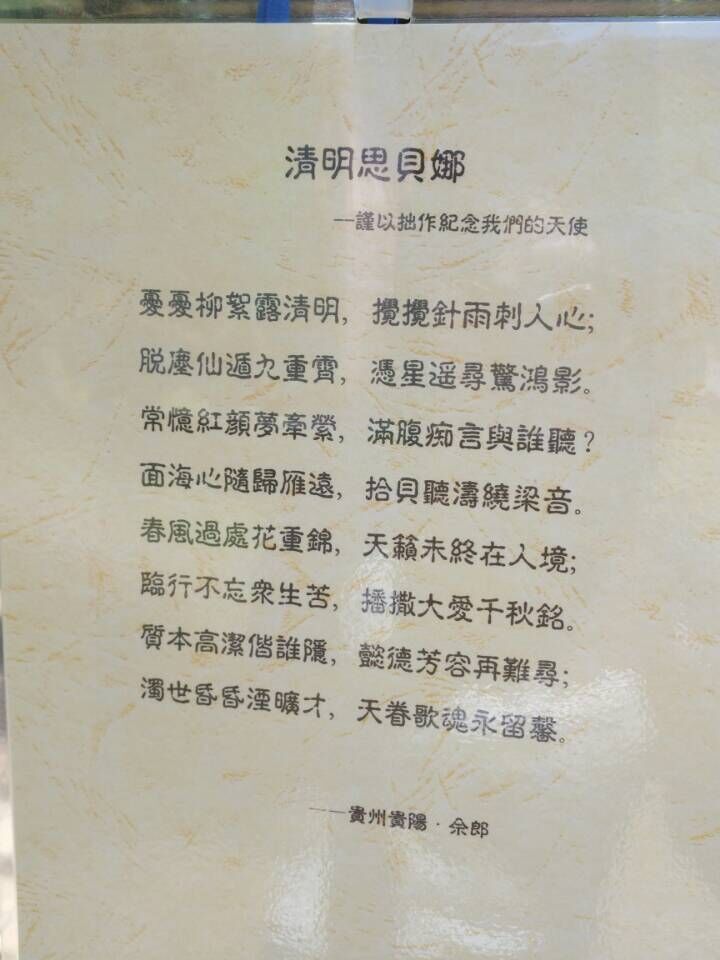 清明思貝娜
—謹以拙作紀念我們的天使
憂憂柳絮露清明，攪攪針雨刺人心；
脱塵仙遁九重霄，憑星遥尋驚鴻影。
常憶紅顔夢牽縈，滿腹痴言與誰聽？
面海心隨歸雁遠，拾貝聽濤繞梁音。
春風過處花重錦，天籟未終在人境；
臨行不忘衆生苦，播撒大愛千秋銘。
質本高潔偕誰隱，懿德芳容再難尋；
濁世昏昏湮曠才，天眷歌魂永留馨。
——貴州貴陽·佘郎